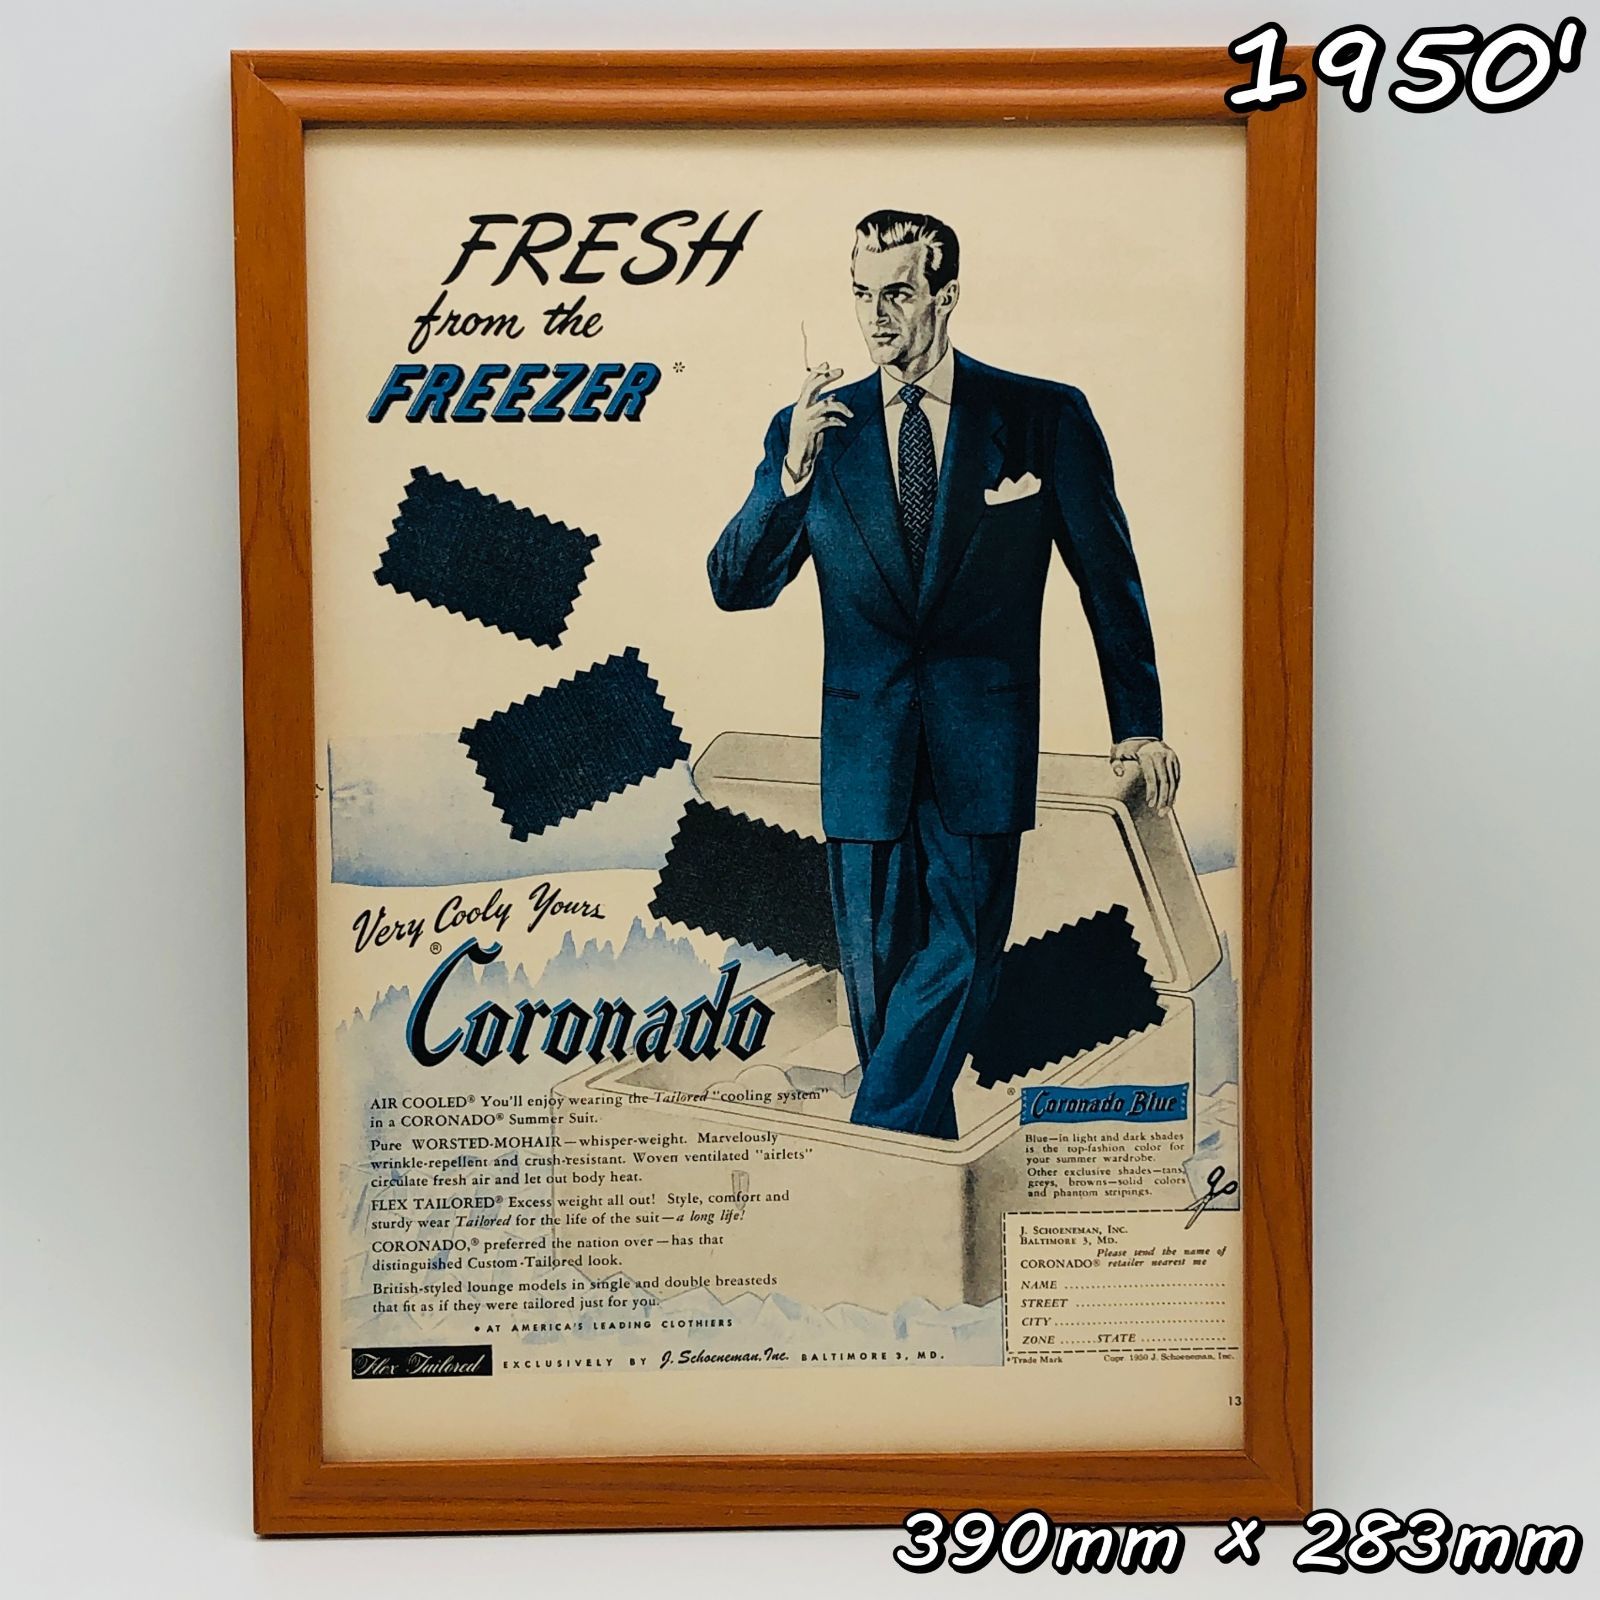 1950'
FRESH
from the
FREEZER*
Very Cooly Yours
® Coronado
AIR COOLED® You'll enjoy wearing the Tailored "cooling system"
in a CORONADO® Summer Suit.
Pure WORSTED-MOHAIR—whisper-weight. Marvelously
wrinkle-repellent and crush-resistant. Woven ventilated "airlets"
circulate fresh air and let out body heat.
FLEX TAILORED® Excess weight all out! Style, comfort and
sturdy wear Tailored for the life of the suit—a long life!
CORONADO,® preferred the nation over—has that
distinguished Custom-Tailored look.
British-styled lounge models in single and double breasteds
that fit as if they were tailored just for you.
• AT AMERICA'S LEADING CLOTHIERS
Flex Tailored EXCLUSIVELY BY J. Schoeneman, Inc. BALTIMORE 3, MD.
® Coronado Blue
Blue—in light and dark shades
is the top-fashion color for
your summer wardrobe.
Other exclusive shades—tans,
greys, browns—solid colors
and phantom stripings.
go
J. SCHOENEMAN, INC.
BALTIMORE 3, MD.
Please send the name of
CORONADO® retailer nearest me
NAME
STREET
CITY
ZONE ...... STATE
*Trade Mark Copr. 1950 J. Schoeneman, Inc.
13
390mm x 283mm